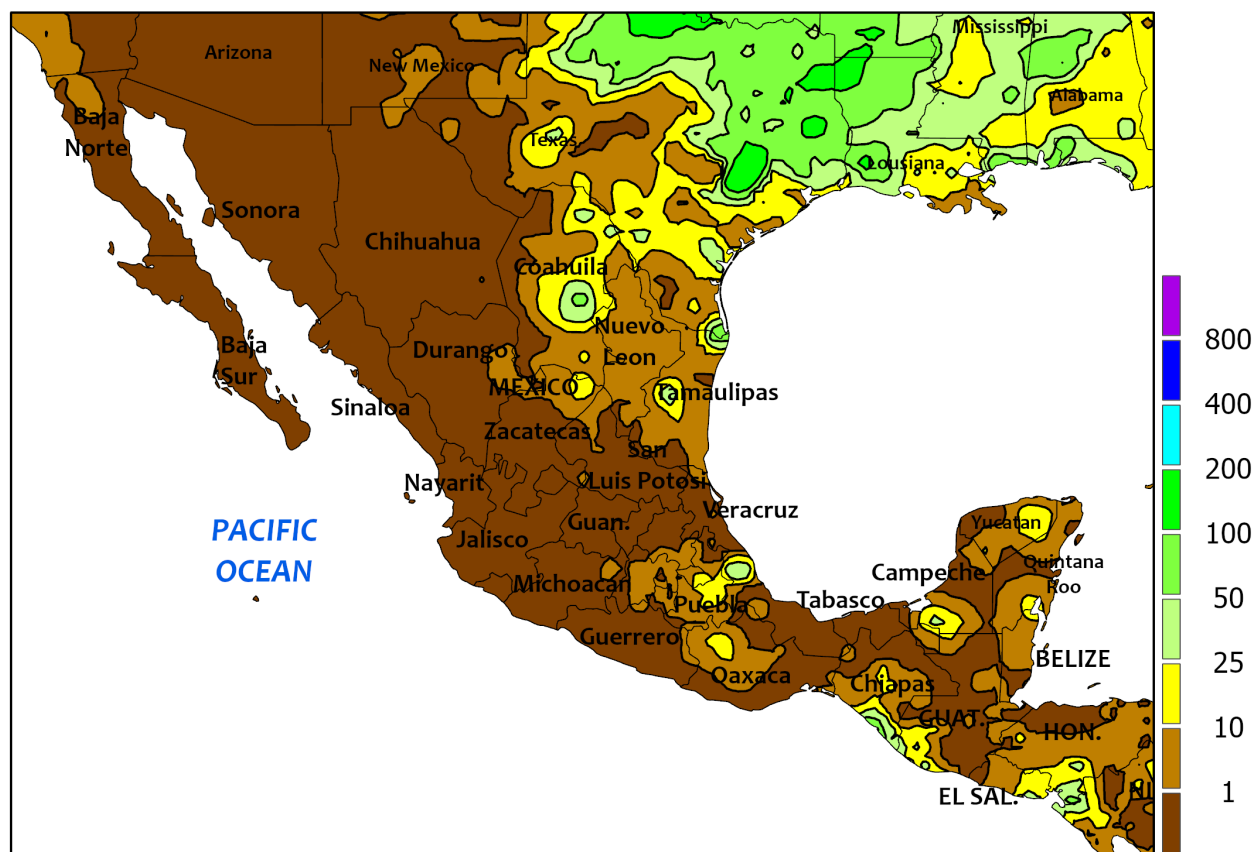 Mississippi
Arizona
New Mexico
Alabama
Baja
Norte
Texas
Lousiana
Sonora
Chihuahua
Coahuila
Nuevo
Leon
Baja
Sur
Durango
MEXICO
Tamaulipas
Sinaloa
Zacatecas
San
Luis Potosi
Nayarit
Veracruz
Guan.
Yucatan
PACIFIC
OCEAN
Jalisco
Michoacan
Campeche
Quintana
Roo
Puebla
Tabasco
Guerrero
BELIZE
Oaxaca
Chiapas
GUAT.
HON.
EL SAL.
NI
800
400
200
100
50
25
10
1